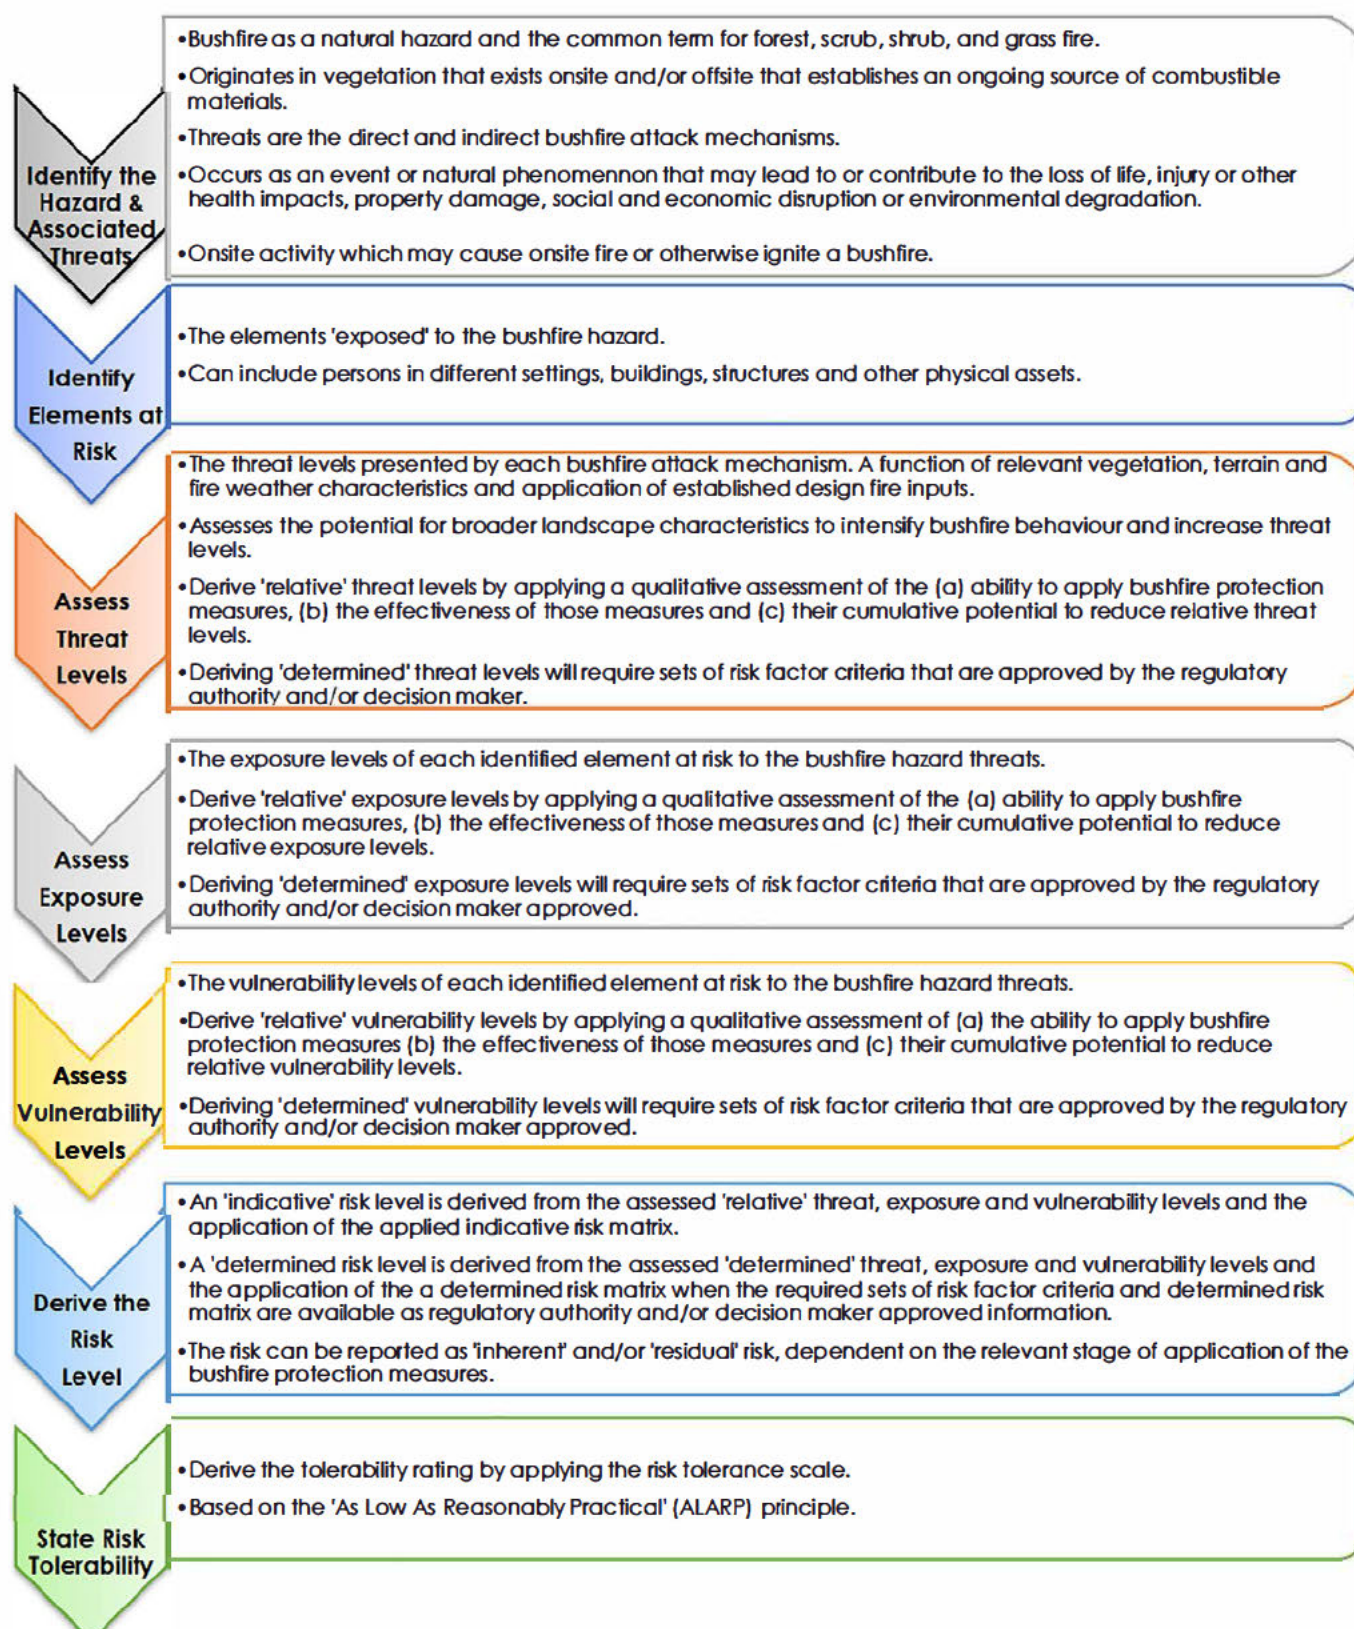 •Bushfire as a natural hazard and the common term for forest, scrub, shrub, and grass fire.
•Originates in vegetation that exists onsite and/or offsite that establishes an ongoing source of combustible
materials.
•Threats are the direct and indirect bushfire attack mechanisms.
•Occurs as an event or natural phenomennon that may lead to or contribute to the loss of life, injury or other
health impacts, property damage, social and economic disruption or environmental degradation.
•Onsite activity which may cause onsite fire or otherwise ignite a bushfire.
Identify the
Hazard &
Associated
Threats
•The elements 'exposed' to the bushfire hazard.
•Can include persons in different settings, buildings, structures and other physical assets.
Identify
Elements at
Risk
•The threat levels presented by each bushfire attack mechanism. A function of relevant vegetation, terrain and
fire weather characteristics and application of established design fire inputs.
•Assesses the potential for broader landscape characteristics to intensify bushfire behaviour and increase threat
levels.
•Derive 'relative' threat levels by applying a qualitative assessment of the (a) ability to apply bushfire protection
measures, (b) the effectiveness of those measures and (c) their cumulative potential to reduce relative threat
levels.
•Deriving 'determined' threat levels will require sets of risk factor criteria that are approved by the regulatory
authority and/or decision maker.
Assess
Threat
Levels
•The exposure levels of each identified element at risk to the bushfire hazard threats.
•Derive 'relative' exposure levels by applying a qualitative assessment of the (a) ability to apply bushfire
protection measures, (b) the effectiveness of those measures and (c) their cumulative potential to reduce
relative exposure levels.
•Deriving 'determined' exposure levels will require sets of risk factor criteria that are approved by the regulatory
authority and/or decision maker approved.
Assess
Exposure
Levels
•The vulnerability levels of each identified element at risk to the bushfire hazard threats.
•Derive 'relative' vulnerability levels by applying a qualitative assessment of (a) the ability to apply bushfire
protection measures (b) the effectiveness of those measures and (c) their cumulative potential to reduce
relative vulnerability levels.
•Deriving 'determined' vulnerability levels will require sets of risk factor criteria that are approved by the regulatory
authority and/or decision maker approved.
Assess
Vulnerability
Levels
•An 'indicative' risk level is derived from the assessed 'relative' threat, exposure and vulnerability levels and the
application of the applied indicative risk matrix.
•A 'determined risk level is derived from the assessed 'determined' threat, exposure and vulnerability levels and
the application of the a determined risk matrix when the required sets of risk factor criteria and determined risk
matrix are available as regulatory authority and/or decision maker approved information.
•The risk can be reported as 'inherent' and/or 'residual' risk, dependent on the relevant stage of application of the
bushfire protection measures.
Derive the
Risk
Level
•Derive the tolerability rating by applying the risk tolerance scale.
•Based on the 'As Low As Reasonably Practical' (ALARP) principle.
State Risk
Tolerability